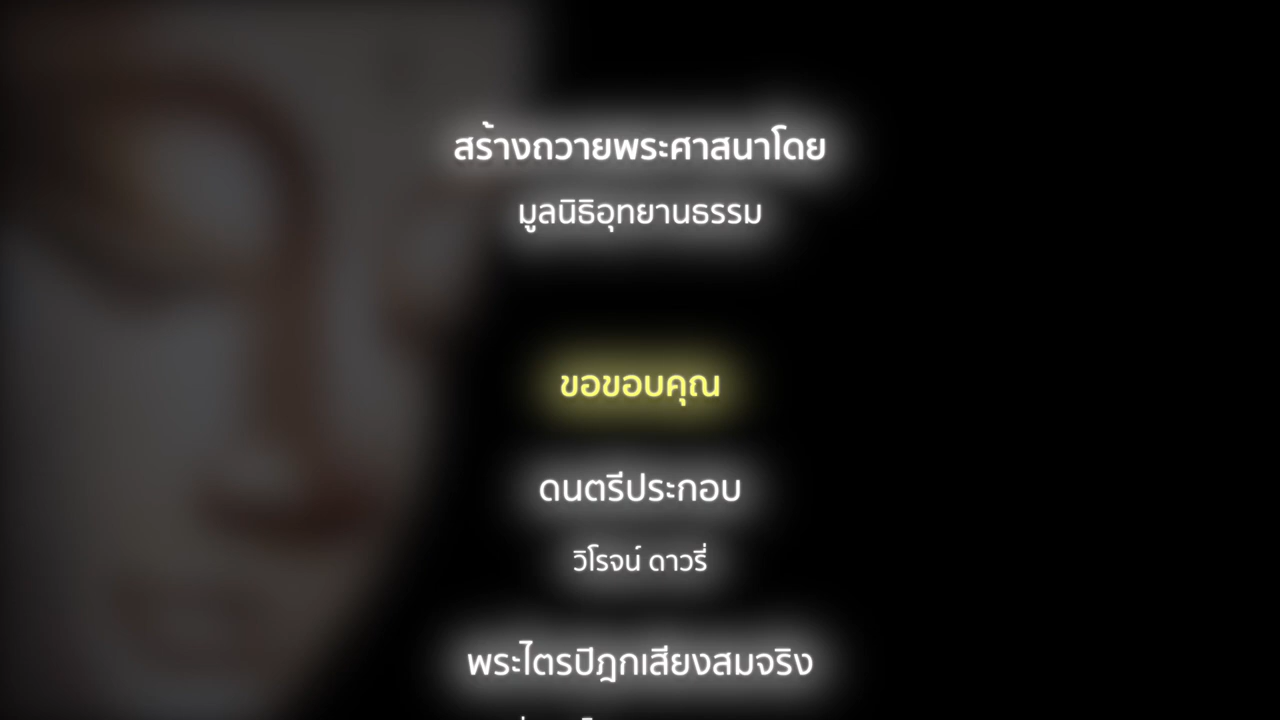 สร้างถวายพระศาสนาโดย
มูลนิธิอุทยานธรรม
ขอขอบคุณ
ดนตรีประกอบ
วิโรจน์ ดาวรี่
พระไตรปิฎกเสียงสมจริง